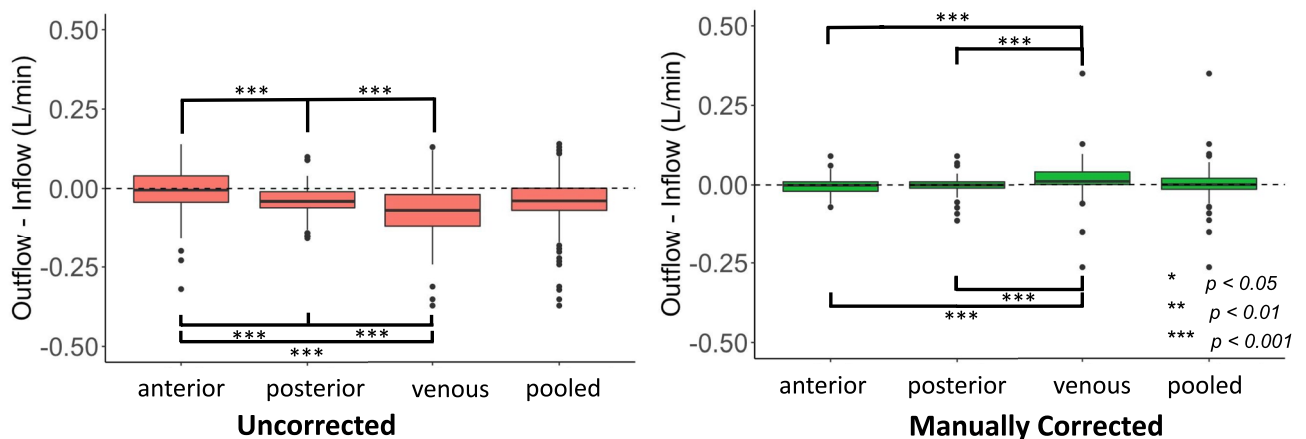 Outflow - Inflow (L/min)
0.50
0.25
0.00
-0.25
-0.50
*** ***
*** ***
***
anterior posterior venous pooled
Uncorrected
Outflow - Inflow (L/min)
0.50
0.25
0.00
-0.25
-0.50
***
***
***
***
* p < 0.05
** p < 0.01
*** p < 0.001
anterior posterior venous pooled
Manually Corrected